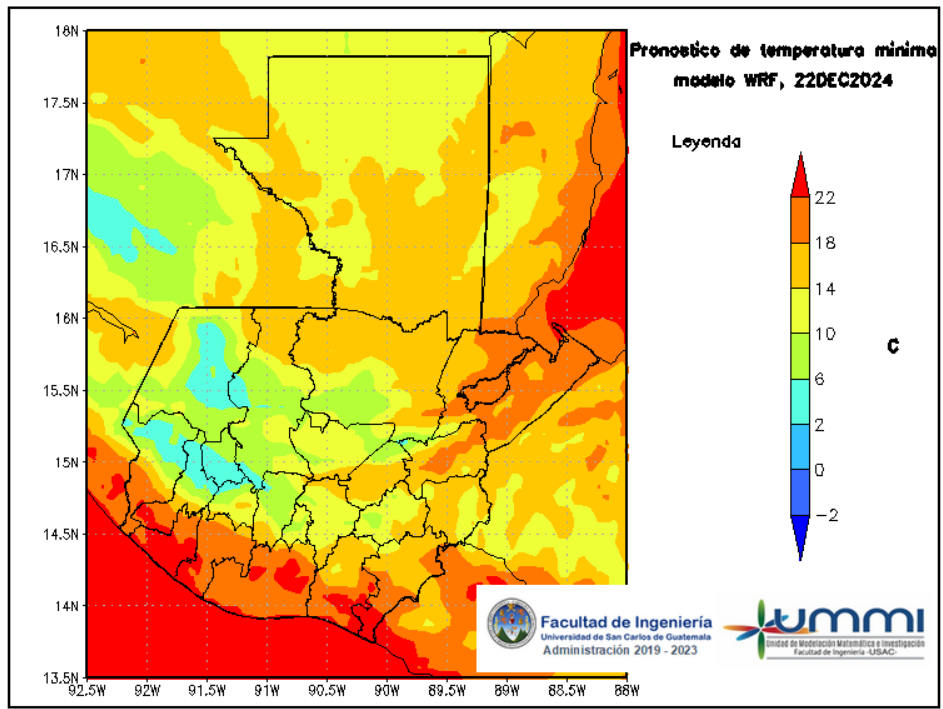 Pronostico de temperatura minima
modelo WRF, 22DEC2024
Leyenda
22
18
14
10
6
2
0
−2
C
18N
17.5N
17N
16.5N
16N
15.5N
15N
14.5N
14N
13.5N
92.5W 92W 91.5W 91W 90.5W 90W 89.5W 89W 88.5W 88W
Facultad de Ingeniería
Universidad de San Carlos de Guatemala
Administración 2019 - 2023
UMMI
Unidad de Modelación Matemática e Investigación
Facultad de Ingeniería -USAC-